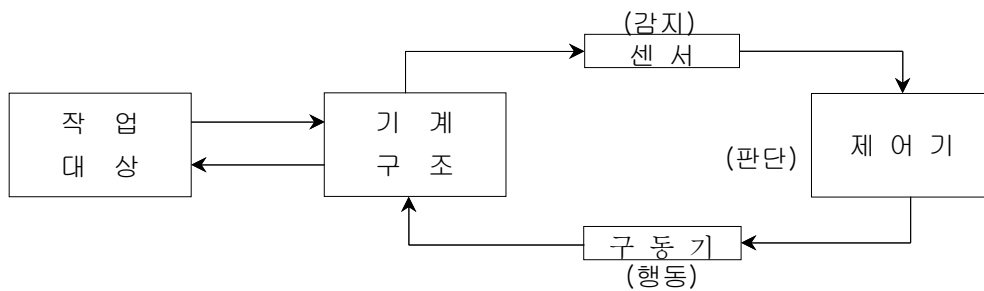 (감지)
센 서
작 업
대 상
기 계
구 조
(판단)
제 어 기
구 동 기
(행동)